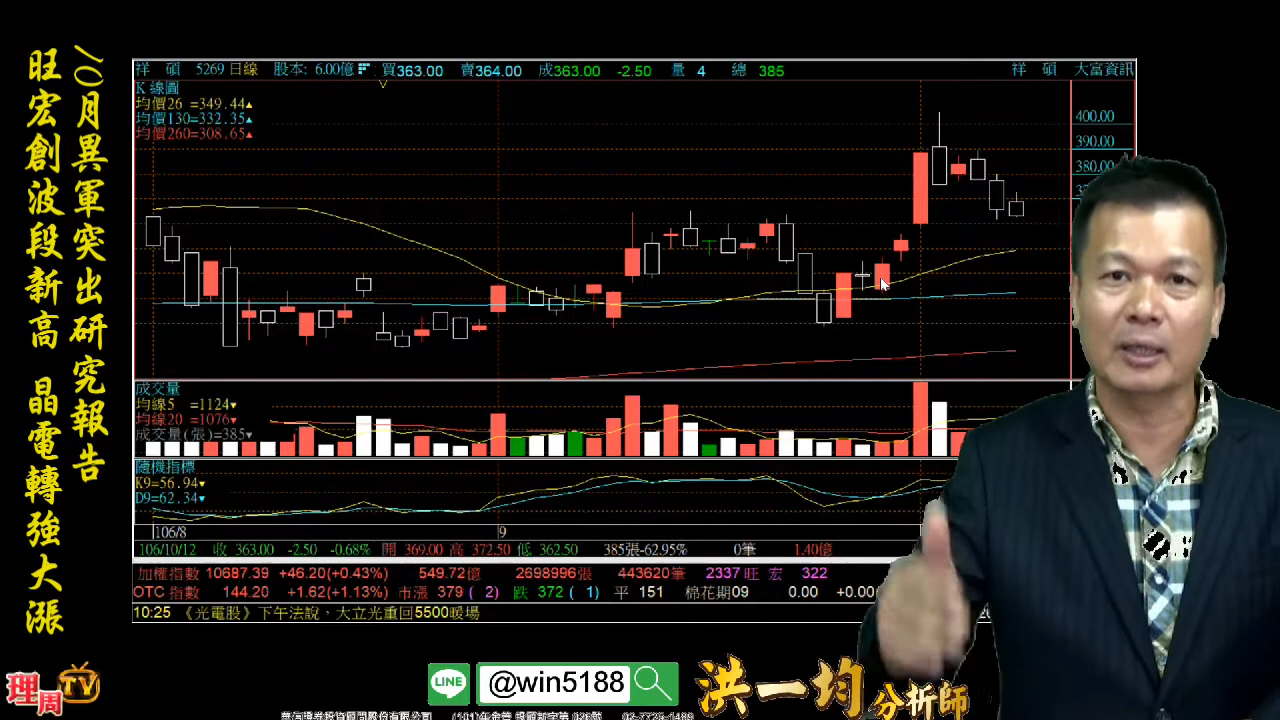 10月異軍突出研究報告
旺宏創波段新高 晶電轉強大漲
祥 碩 5269 日線 股本: 6.00億 買363.00 賣364.00 成363.00 -2.50 量 4 總 385 祥 碩 大富資訊
K 線圖
均價26 =349.44▲
均價130=332.35▲
均價260=308.65▲
400.00
390.00
380.00
成交量
均線5 =1124▼
均線20 =1076▼
成交量(張)=385▼
隨機指標
K9=56.94▼
D9=62.34▼
106/8 9
106/10/12 收 363.00 -2.50 -0.68% 開 369.00 高 372.50 低 362.50 385張-62.95% 0筆 1.40億
加權指數 10687.39 +46.20(+0.43%) 549.72億 2698996張 443620筆 2337 旺 宏 322
OTC 指數 144.20 +1.62(+1.13%) 市漲 379 ( 2) 跌 372 ( 1) 平 151 棉花期09 0.00 +0.00
10:25 《光電股》下午法說、大立光重回5500暖場
理周TV
LINE @win5188
洪一均分析師